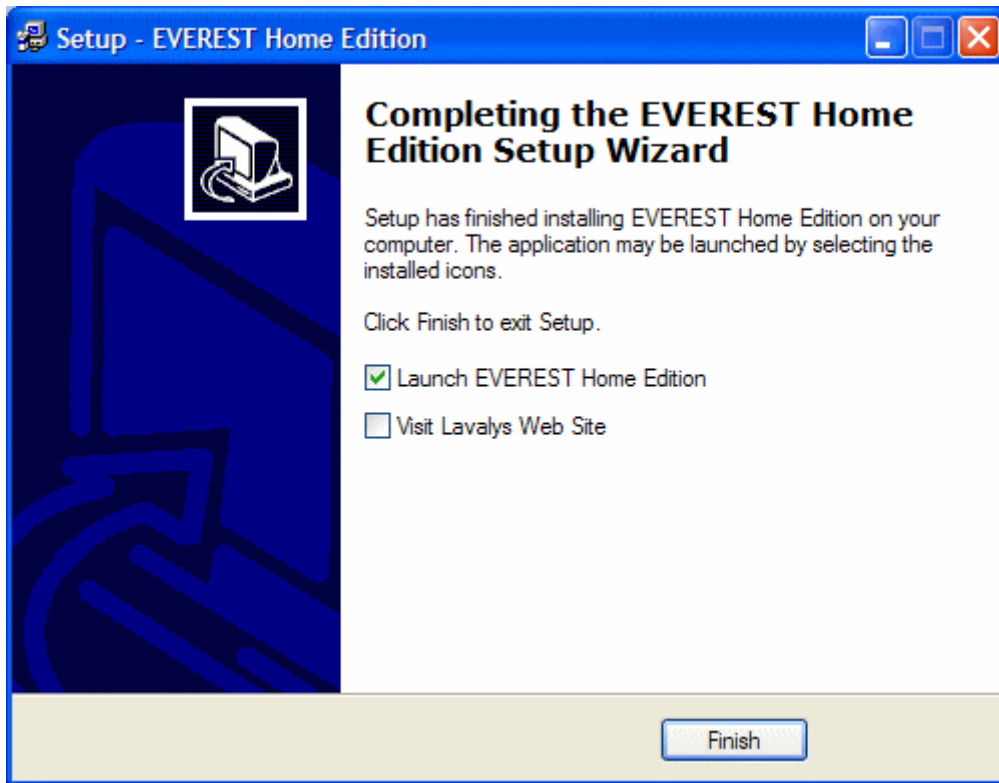 Setup - EVEREST Home Edition
Completing the EVEREST Home
Edition Setup Wizard
Setup has finished installing EVEREST Home Edition on your
computer. The application may be launched by selecting the
installed icons.
Click Finish to exit Setup.
Launch EVEREST Home Edition
Visit Lavalys Web Site
Finish